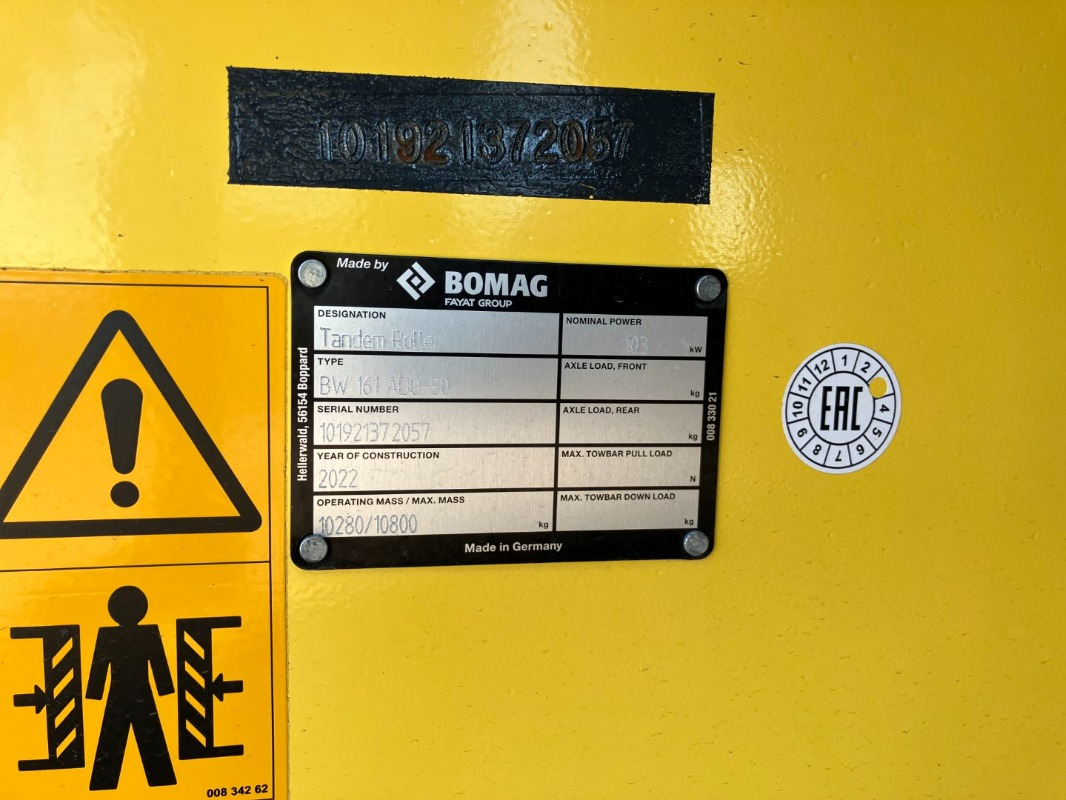 101921372057
Made by BOMAG
FAYAT GROUP
DESIGNATION
Tandem Roller
NOMINAL POWER
103 kW
TYPE
BW 161 ADO-50
AXLE LOAD, FRONT
kg
SERIAL NUMBER
101921372057
AXLE LOAD, REAR
kg
YEAR OF CONSTRUCTION
2022
MAX. TOWBAR PULL LOAD
N
OPERATING MASS / MAX. MASS
10280/10800 kg
MAX. TOWBAR DOWN LOAD
kg
Made in Germany
Hellerwald, 56154 Boppard
008 330 21
EAC
12 1 2 4 5 6 7 8 9 10 11
008 342 62